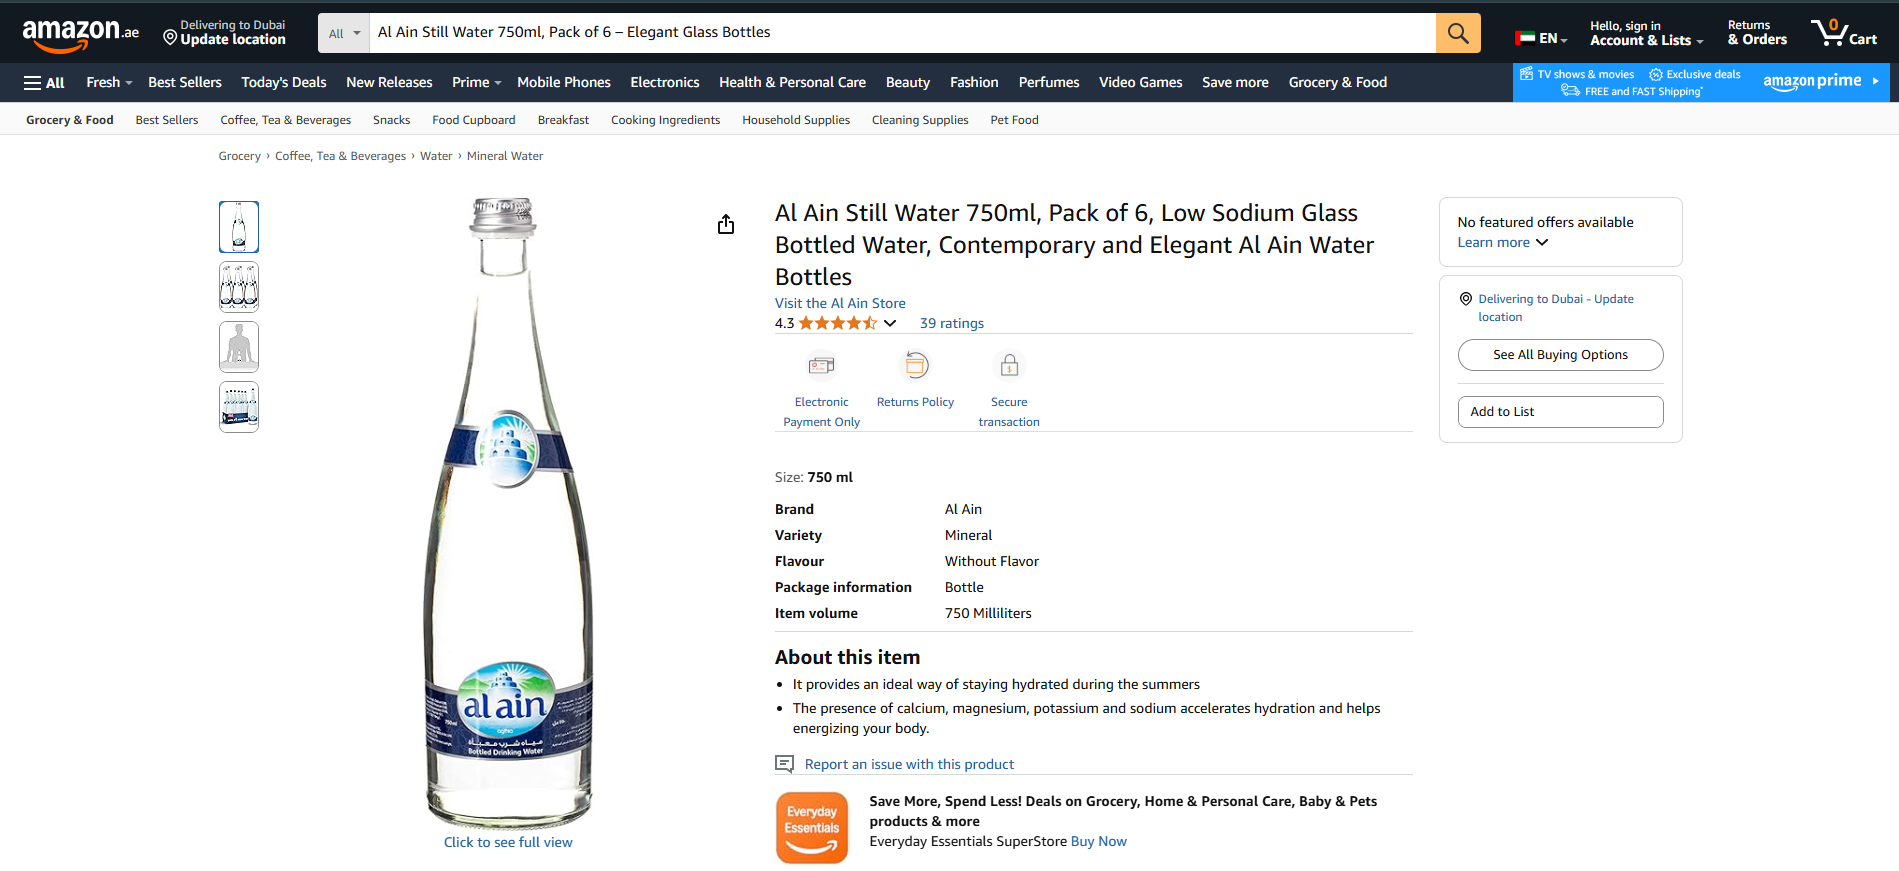 amazon.ae
Delivering to Dubai
Update location
All
Al Ain Still Water 750ml, Pack of 6 – Elegant Glass Bottles
EN
Hello, sign in
Account & Lists
Returns
& Orders
0
Cart
All
Fresh
Best Sellers
Today's Deals
New Releases
Prime
Mobile Phones
Electronics
Health & Personal Care
Beauty
Fashion
Perfumes
Video Games
Save more
Grocery & Food
TV shows & movies
Exclusive deals
FREE and FAST Shipping*
amazon prime
Grocery & Food
Best Sellers
Coffee, Tea & Beverages
Snacks
Food Cupboard
Breakfast
Cooking Ingredients
Household Supplies
Cleaning Supplies
Pet Food
Grocery › Coffee, Tea & Beverages › Water › Mineral Water
al ain
agthia
مياه شرب معبأة
Bottled Drinking Water
Click to see full view
Al Ain Still Water 750ml, Pack of 6, Low Sodium Glass
Bottled Water, Contemporary and Elegant Al Ain Water
Bottles
Visit the Al Ain Store
4.3
39 ratings
Electronic
Payment Only
Returns Policy
Secure
transaction
Size: 750 ml
Brand Al Ain
Variety Mineral
Flavour Without Flavor
Package information Bottle
Item volume 750 Milliliters
About this item
• It provides an ideal way of staying hydrated during the summers
• The presence of calcium, magnesium, potassium and sodium accelerates hydration and helps
energizing your body.
Report an issue with this product
Everyday
Essentials
Save More, Spend Less! Deals on Grocery, Home & Personal Care, Baby & Pets
products & more
Everyday Essentials SuperStore Buy Now
No featured offers available
Learn more
Delivering to Dubai - Update
location
See All Buying Options
Add to List